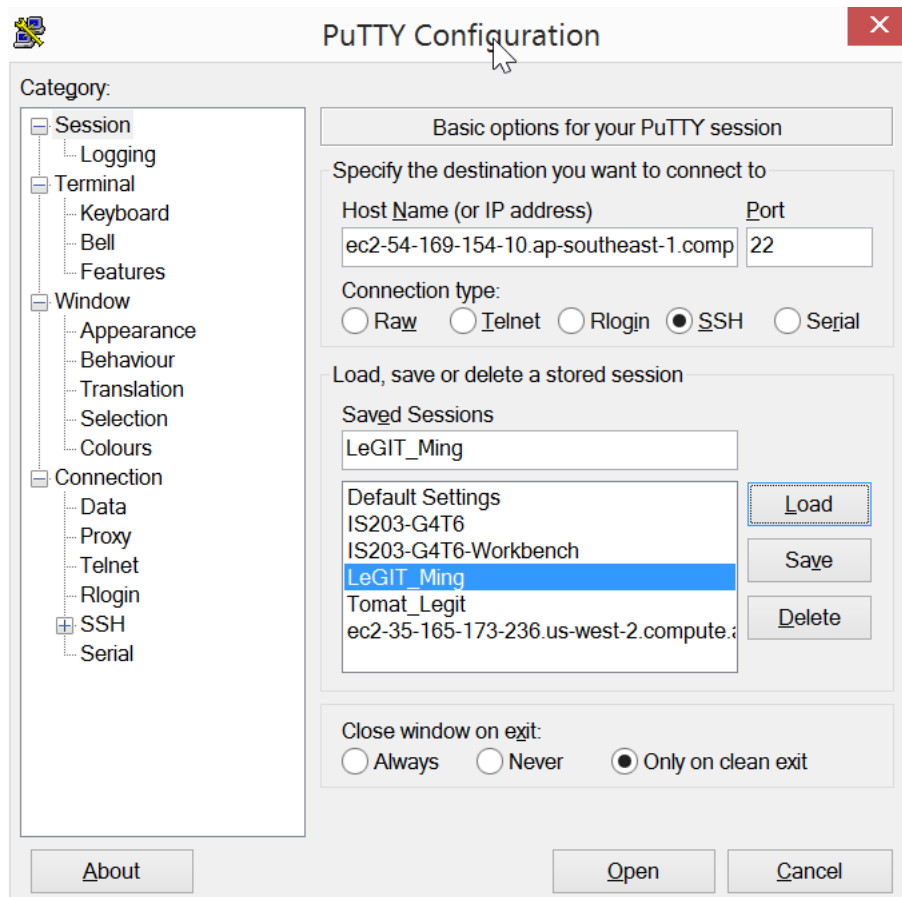 PuTTY Configuration
Category:
Session
Logging
Terminal
Keyboard
Bell
Features
Window
Appearance
Behaviour
Translation
Selection
Colours
Connection
Data
Proxy
Telnet
Rlogin
SSH
Serial
Basic options for your PuTTY session
Specify the destination you want to connect to
Host Name (or IP address) Port
ec2-54-169-154-10.ap-southeast-1.comp 22
Connection type:
Raw Telnet Rlogin SSH Serial
Load, save or delete a stored session
Saved Sessions
LeGIT_Ming
Default Settings
IS203-G4T6
IS203-G4T6-Workbench
LeGIT_Ming
Tomat_Legit
ec2-35-165-173-236.us-west-2.compute.
Load
Save
Delete
Close window on exit:
Always Never Only on clean exit
About Open Cancel